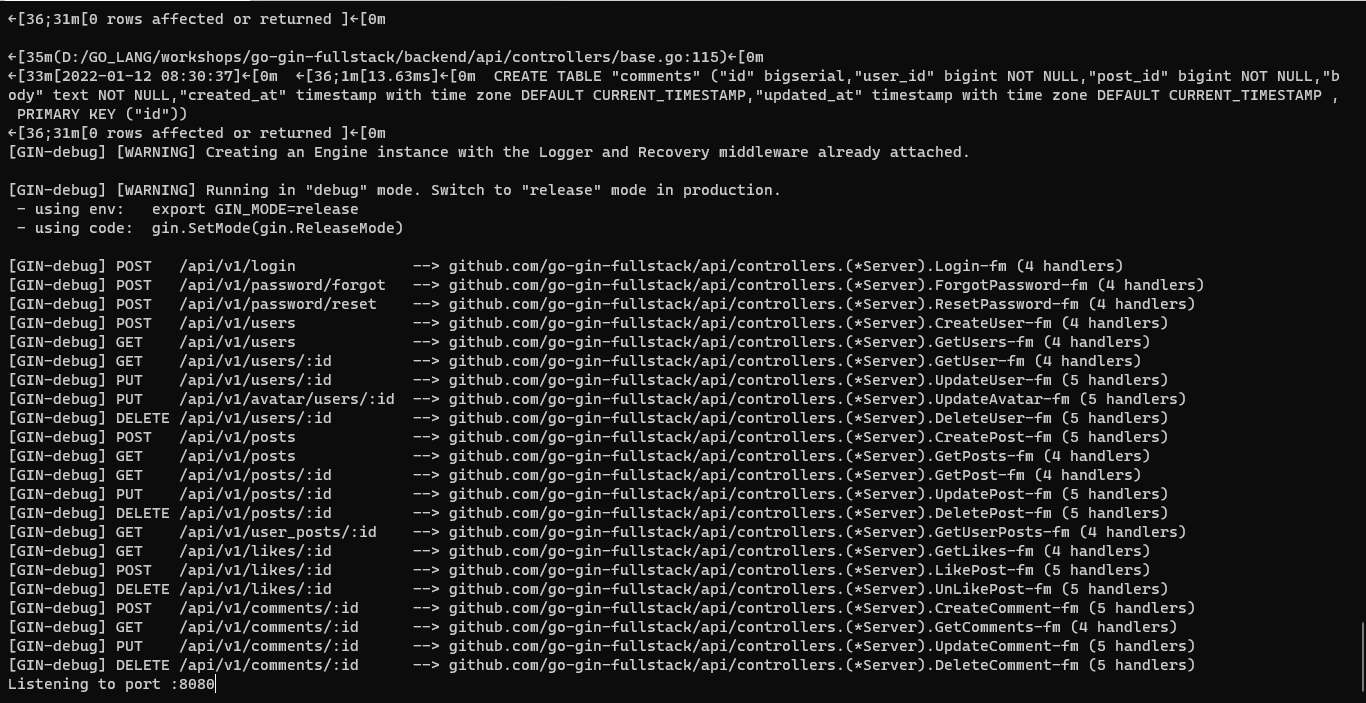 ←[36;31m[0 rows affected or returned ]←[0m
←[35m(D:/GO_LANG/workshops/go-gin-fullstack/backend/api/controllers/base.go:115)←[0m
←[33m[2022-01-12 08:30:37]←[0m  ←[36;1m[13.63ms]←[0m  CREATE TABLE "comments" ("id" bigserial,"user_id" bigint NOT NULL,"post_id" bigint NOT NULL,"b
ody" text NOT NULL,"created_at" timestamp with time zone DEFAULT CURRENT_TIMESTAMP,"updated_at" timestamp with time zone DEFAULT CURRENT_TIMESTAMP ,
 PRIMARY KEY ("id"))
←[36;31m[0 rows affected or returned ]←[0m
[GIN-debug] [WARNING] Creating an Engine instance with the Logger and Recovery middleware already attached.
[GIN-debug] [WARNING] Running in "debug" mode. Switch to "release" mode in production.
 - using env:   export GIN_MODE=release
 - using code:  gin.SetMode(gin.ReleaseMode)
[GIN-debug] POST   /api/v1/login             --> github.com/go-gin-fullstack/api/controllers.(*Server).Login-fm (4 handlers)
[GIN-debug] POST   /api/v1/password/forgot   --> github.com/go-gin-fullstack/api/controllers.(*Server).ForgotPassword-fm (4 handlers)
[GIN-debug] POST   /api/v1/password/reset    --> github.com/go-gin-fullstack/api/controllers.(*Server).ResetPassword-fm (4 handlers)
[GIN-debug] POST   /api/v1/users             --> github.com/go-gin-fullstack/api/controllers.(*Server).CreateUser-fm (4 handlers)
[GIN-debug] GET    /api/v1/users             --> github.com/go-gin-fullstack/api/controllers.(*Server).GetUsers-fm (4 handlers)
[GIN-debug] GET    /api/v1/users/:id         --> github.com/go-gin-fullstack/api/controllers.(*Server).GetUser-fm (4 handlers)
[GIN-debug] PUT    /api/v1/users/:id         --> github.com/go-gin-fullstack/api/controllers.(*Server).UpdateUser-fm (5 handlers)
[GIN-debug] PUT    /api/v1/avatar/users/:id  --> github.com/go-gin-fullstack/api/controllers.(*Server).UpdateAvatar-fm (5 handlers)
[GIN-debug] DELETE /api/v1/users/:id         --> github.com/go-gin-fullstack/api/controllers.(*Server).DeleteUser-fm (5 handlers)
[GIN-debug] POST   /api/v1/posts             --> github.com/go-gin-fullstack/api/controllers.(*Server).CreatePost-fm (5 handlers)
[GIN-debug] GET    /api/v1/posts             --> github.com/go-gin-fullstack/api/controllers.(*Server).GetPosts-fm (4 handlers)
[GIN-debug] GET    /api/v1/posts/:id         --> github.com/go-gin-fullstack/api/controllers.(*Server).GetPost-fm (4 handlers)
[GIN-debug] PUT    /api/v1/posts/:id         --> github.com/go-gin-fullstack/api/controllers.(*Server).UpdatePost-fm (5 handlers)
[GIN-debug] DELETE /api/v1/posts/:id         --> github.com/go-gin-fullstack/api/controllers.(*Server).DeletePost-fm (5 handlers)
[GIN-debug] GET    /api/v1/user_posts/:id    --> github.com/go-gin-fullstack/api/controllers.(*Server).GetUserPosts-fm (4 handlers)
[GIN-debug] GET    /api/v1/likes/:id         --> github.com/go-gin-fullstack/api/controllers.(*Server).GetLikes-fm (4 handlers)
[GIN-debug] POST   /api/v1/likes/:id         --> github.com/go-gin-fullstack/api/controllers.(*Server).LikePost-fm (5 handlers)
[GIN-debug] DELETE /api/v1/likes/:id         --> github.com/go-gin-fullstack/api/controllers.(*Server).UnLikePost-fm (5 handlers)
[GIN-debug] POST   /api/v1/comments/:id      --> github.com/go-gin-fullstack/api/controllers.(*Server).CreateComment-fm (5 handlers)
[GIN-debug] GET    /api/v1/comments/:id      --> github.com/go-gin-fullstack/api/controllers.(*Server).GetComments-fm (4 handlers)
[GIN-debug] PUT    /api/v1/comments/:id      --> github.com/go-gin-fullstack/api/controllers.(*Server).UpdateComment-fm (5 handlers)
[GIN-debug] DELETE /api/v1/comments/:id      --> github.com/go-gin-fullstack/api/controllers.(*Server).DeleteComment-fm (5 handlers)
Listening to port :8080